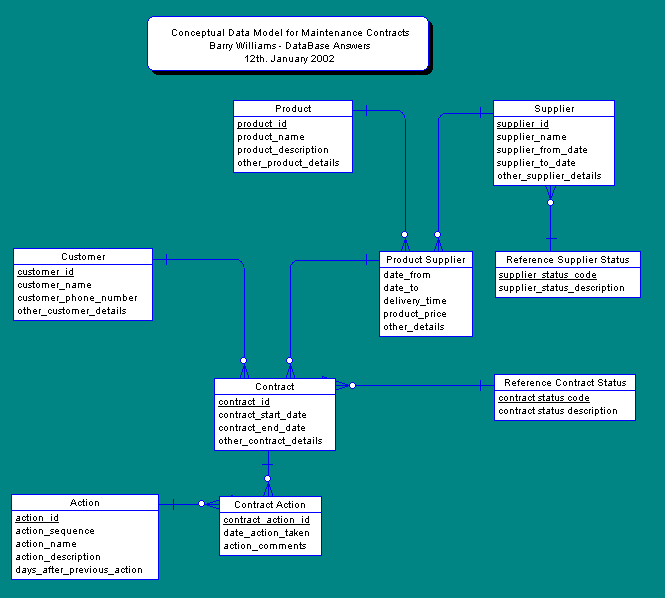 Conceptual Data Model for Maintenance Contracts
Barry Williams - DataBase Answers
12th. January 2002
Product
product_id
product_name
product_description
other_product_details
Supplier
supplier_id
supplier_name
supplier_from_date
supplier_to_date
other_supplier_details
Customer
customer_id
customer_name
customer_phone_number
other_customer_details
Product Supplier
date_from
date_to
delivery_time
product_price
other_details
Reference Supplier Status
supplier_status_code
supplier_status_description
Contract
contract_id
contract_start_date
contract_end_date
other_contract_details
Reference Contract Status
contract status code
contract status description
Action
action_id
action_sequence
action_name
action_description
days_after_previous_action
Contract Action
contract_action_id
date_action_taken
action_comments